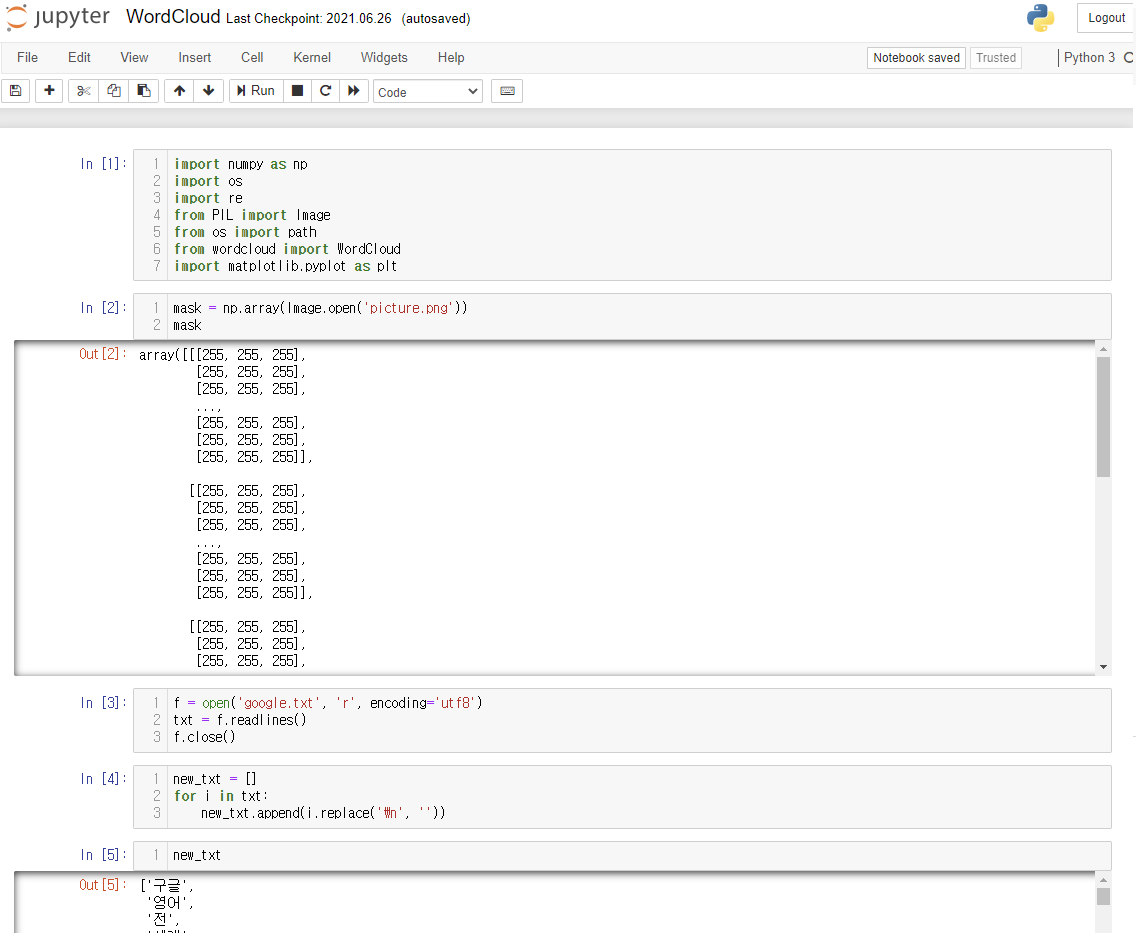 jupyter WordCloud Last Checkpoint: 2021.06.26 (autosaved)
Logout
File Edit View Insert Cell Kernel Widgets Help
Notebook saved Trusted Python 3
Run Code
In [1]:
1 import numpy as np
2 import os
3 import re
4 from PIL import Image
5 from os import path
6 from wordcloud import WordCloud
7 import matplotlib.pyplot as plt
In [2]:
1 mask = np.array(Image.open('picture.png'))
2 mask
Out[2]: array([[[255, 255, 255],
[255, 255, 255],
[255, 255, 255],
...,
[255, 255, 255],
[255, 255, 255],
[255, 255, 255]],
[[255, 255, 255],
[255, 255, 255],
[255, 255, 255],
...,
[255, 255, 255],
[255, 255, 255],
[255, 255, 255]],
[[255, 255, 255],
[255, 255, 255],
[255, 255, 255],
In [3]:
1 f = open('google.txt', 'r', encoding='utf8')
2 txt = f.readlines()
3 f.close()
In [4]:
1 new_txt = []
2 for i in txt:
3 new_txt.append(i.replace('₩n', ''))
In [5]:
1 new_txt
Out[5]: ['구글',
'영어',
'전',